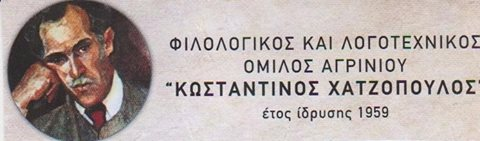 ΦΙΛΟΛΟΓΙΚΟΣ ΚΑΙ ΛΟΓΟΤΕΧΝΙΚΟΣ
ΟΜΙΛΟΣ ΑΓΡΙΝΙΟΥ
“ΚΩΣΤΑΝΤΙΝΟΣ ΧΑΤΖΟΠΟΥΛΟΣ”
έτος ίδρυσης 1959